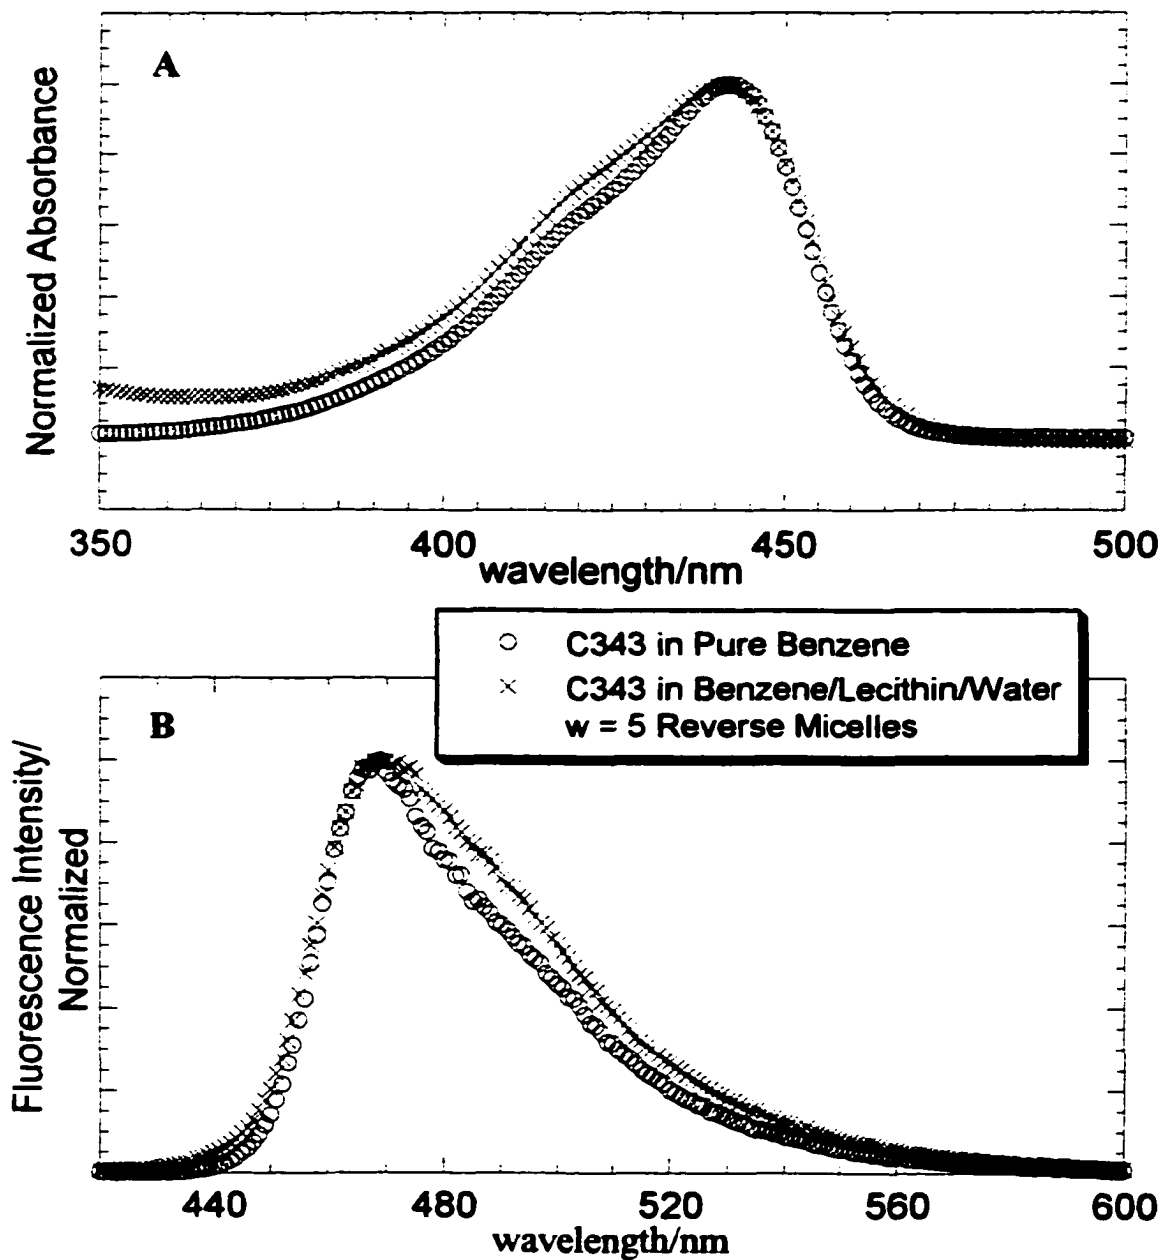 A
Normalized Absorbance
350 400 450 500
wavelength/nm
C343 in Pure Benzene
C343 in Benzene/Lecithin/Water
w = 5 Reverse Micelles
B
Fluorescence Intensity/
Normalized
440 480 520 560 600
wavelength/nm